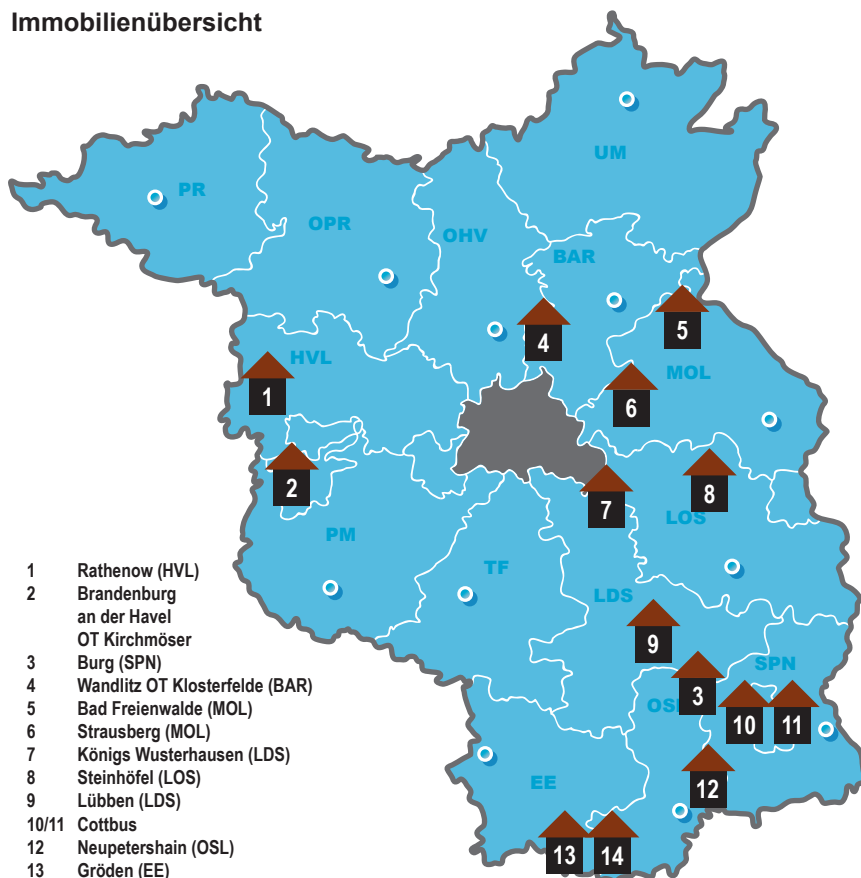 Immobilienübersicht
UM
PR
OPR
OHV
BAR
5
4
HVL
MOL
1
6
2
8
7
LOS
PM
TF
LDS
9
SPN
3
OSL
10 11
12
EE
13 14
1 Rathenow (HVL)
2 Brandenburg
an der Havel
OT Kirchmöser
3 Burg (SPN)
4 Wandlitz OT Klosterfelde (BAR)
5 Bad Freienwalde (MOL)
6 Strausberg (MOL)
7 Königs Wusterhausen (LDS)
8 Steinhöfel (LOS)
9 Lübben (LDS)
10/11 Cottbus
12 Neupetershain (OSL)
13 Gröden (EE)